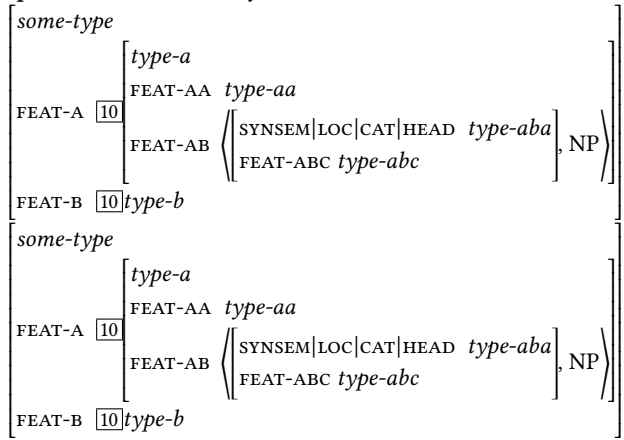 some-type
type-a
FEAT-AA type-aa
FEAT-A 10
FEAT-AB ⟨[SYNSEM|LOC|CAT|HEAD type-aba
FEAT-ABC type-abc], NP⟩
FEAT-B 10 type-b
some-type
type-a
FEAT-AA type-aa
FEAT-A 10
FEAT-AB ⟨[SYNSEM|LOC|CAT|HEAD type-aba
FEAT-ABC type-abc], NP⟩
FEAT-B 10 type-b